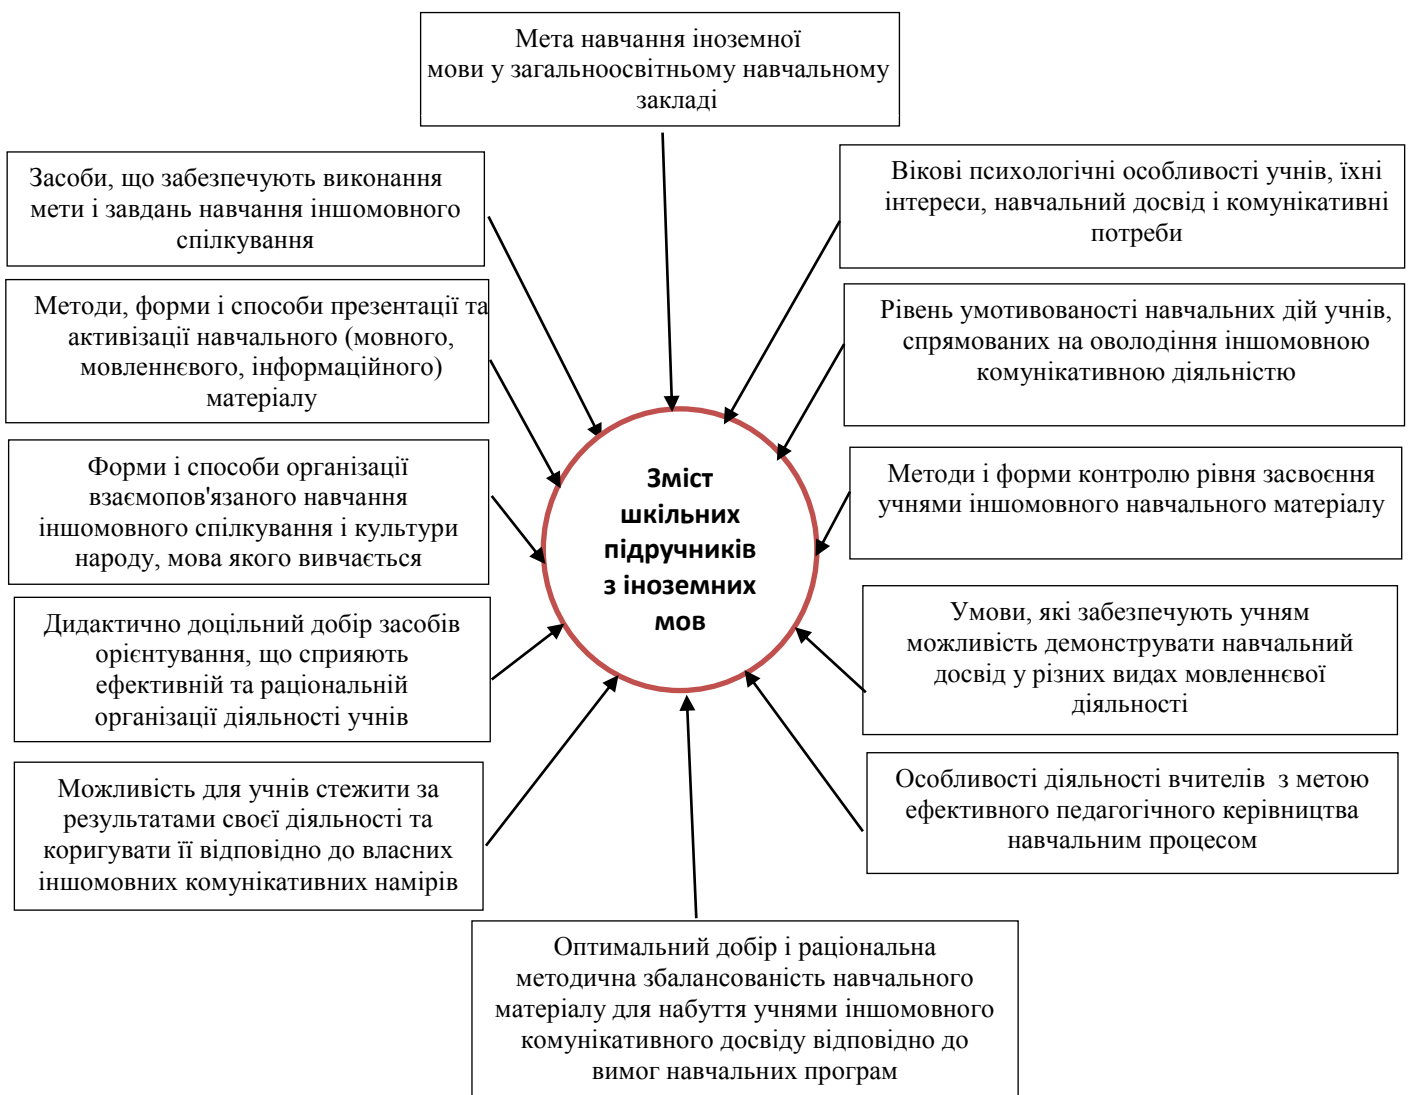 Мета навчання іноземної
мови у загальноосвітньому навчальному
закладі
Засоби, що забезпечують виконання
мети і завдань навчання іншомовного
спілкування
Вікові психологічні особливості учнів, їхні
інтереси, навчальний досвід і комунікативні
потреби
Методи, форми і способи презентації та
активізації навчального (мовного,
мовленнєвого, інформаційного)
матеріалу
Рівень умотивованості навчальних дій учнів,
спрямованих на оволодіння іншомовною
комунікативною діяльністю
Форми і способи організації
взаємопов'язаного навчання
іншомовного спілкування і культури
народу, мова якого вивчається
Зміст
шкільних
підручників
з іноземних
мов
Методи і форми контролю рівня засвоєння
учнями іншомовного навчального матеріалу
Дидактично доцільний добір засобів
орієнтування, що сприяють
ефективній та раціональній
організації діяльності учнів
Умови, які забезпечують учням
можливість демонструвати навчальний
досвід у різних видах мовленнєвої
діяльності
Можливість для учнів стежити за
результатами своєї діяльності та
коригувати її відповідно до власних
іншомовних комунікативних намірів
Особливості діяльності вчителів з метою
ефективного педагогічного керівництва
навчальним процесом
Оптимальний добір і раціональна
методична збалансованість навчального
матеріалу для набуття учнями іншомовного
комунікативного досвіду відповідно до
вимог навчальних програм